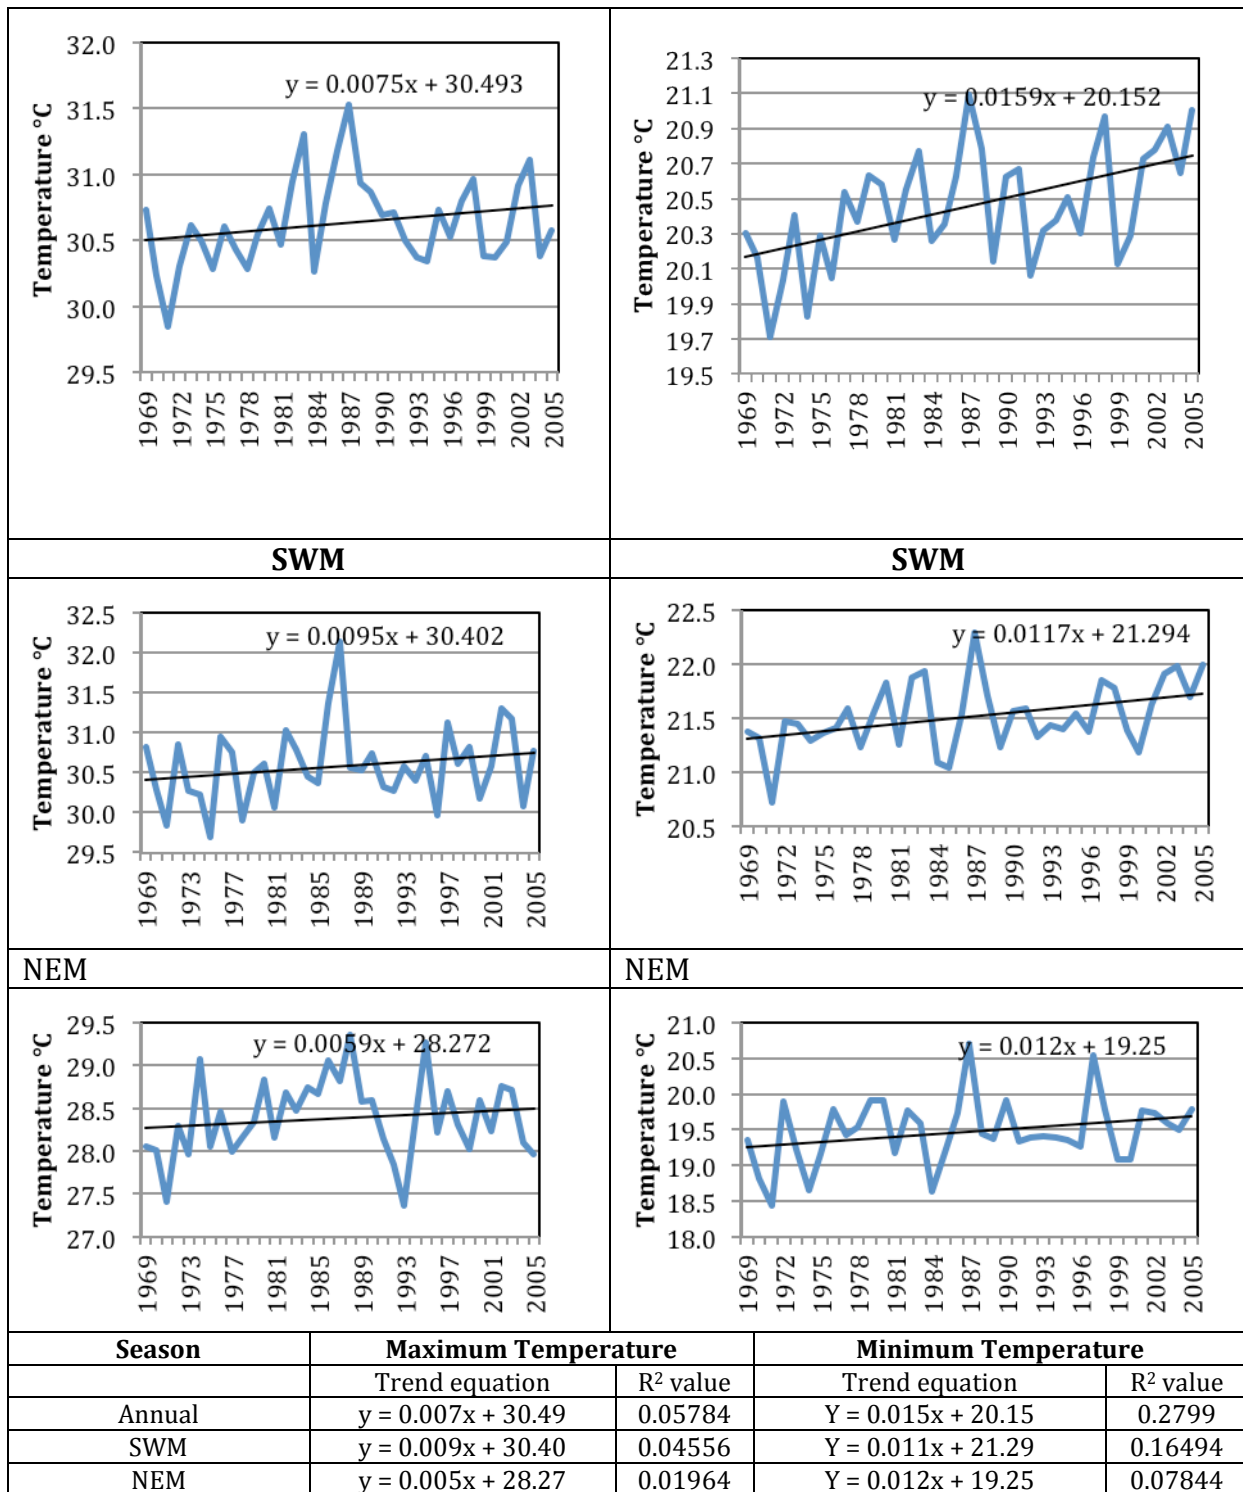 32.0
31.5
31.0
30.5
30.0
29.5
Temperature °C
y = 0.0075x + 30.493
1969 1972 1975 1978 1981 1984 1987 1990 1993 1996 1999 2002 2005
21.3
21.1
20.9
20.7
20.5
20.3
20.1
19.9
19.7
19.5
Temperature °C
y = 0.0159x + 20.152
1969 1972 1975 1978 1981 1984 1987 1990 1993 1996 1999 2002 2005
SWM SWM
32.5
32.0
31.5
31.0
30.5
30.0
29.5
Temperature °C
y = 0.0095x + 30.402
1969 1973 1977 1981 1985 1989 1993 1997 2001 2005
22.5
22.0
21.5
21.0
20.5
Temperature °C
y = 0.0117x + 21.294
1969 1972 1975 1978 1981 1984 1987 1990 1993 1996 1999 2002 2005
NEM NEM
29.5
29.0
28.5
28.0
27.5
27.0
Temperature °C
y = 0.0059x + 28.272
1969 1973 1977 1981 1985 1989 1993 1997 2001 2005
21.0
20.5
20.0
19.5
19.0
18.5
18.0
Temperature °C
y = 0.012x + 19.25
1969 1972 1975 1978 1981 1984 1987 1990 1993 1996 1999 2002 2005
Season Maximum Temperature Minimum Temperature
Trend equation R² value Trend equation R² value
Annual y = 0.007x + 30.49 0.05784 Y = 0.015x + 20.15 0.2799
SWM y = 0.009x + 30.40 0.04556 Y = 0.011x + 21.29 0.16494
NEM y = 0.005x + 28.27 0.01964 Y = 0.012x + 19.25 0.07844